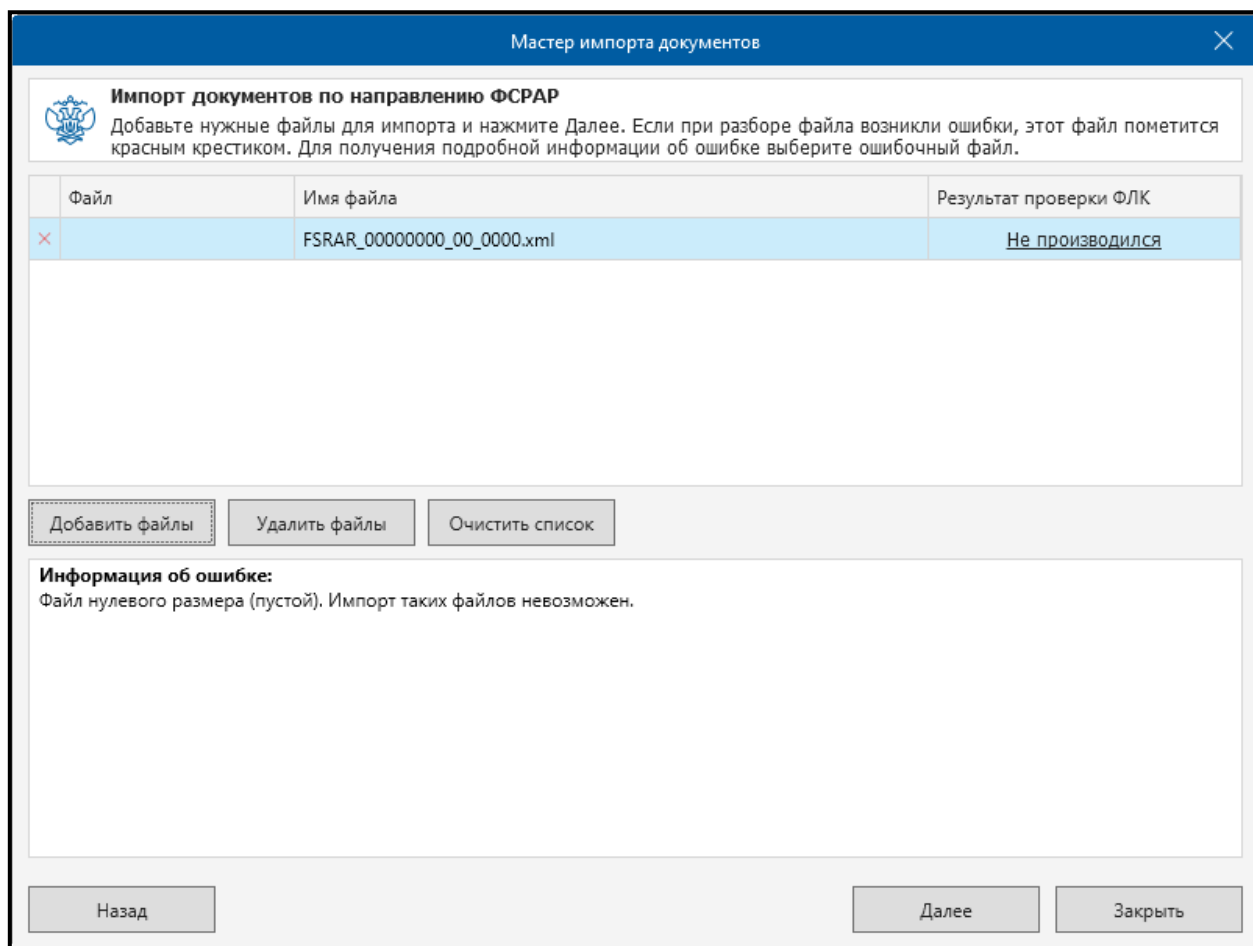 Мастер импорта документов
Импорт документов по направлению ФСРАР
Добавьте нужные файлы для импорта и нажмите Далее. Если при разборе файла возникли ошибки, этот файл пометится
красным крестиком. Для получения подробной информации об ошибке выберите ошибочный файл.
Файл Имя файла Результат проверки ФЛК
FSRAR_00000000_00_0000.xml Не производился
Добавить файлы Удалить файлы Очистить список
Информация об ошибке:
Файл нулевого размера (пустой). Импорт таких файлов невозможен.
Назад Далее Закрыть